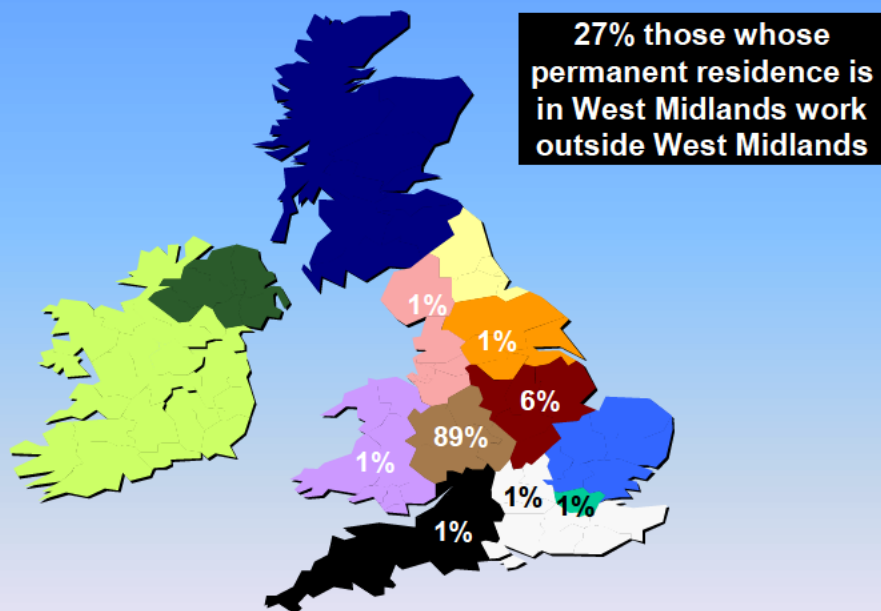 27% those whose
permanent residence is
in West Midlands work
outside West Midlands
1%
1%
6%
89%
1%
1%
1%
1%